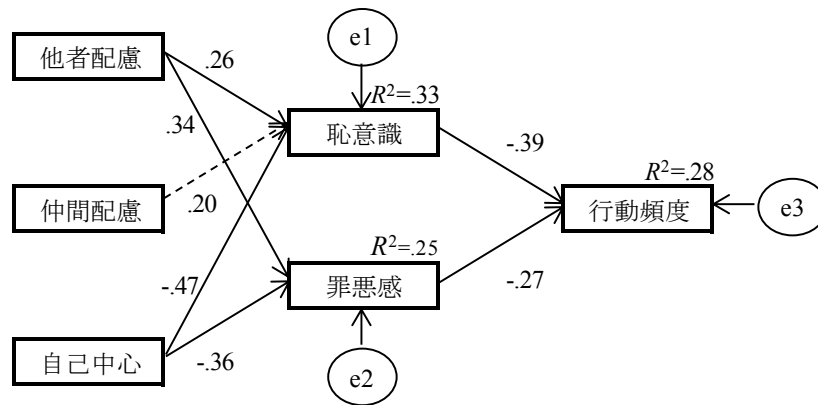 e1
他者配慮
.26
R²=.33
恥意識
.34
-.39
R²=.28
仲間配慮
.20
行動頻度
e3
R²=.25
-.47
罪悪感
-.27
自己中心
-.36
e2